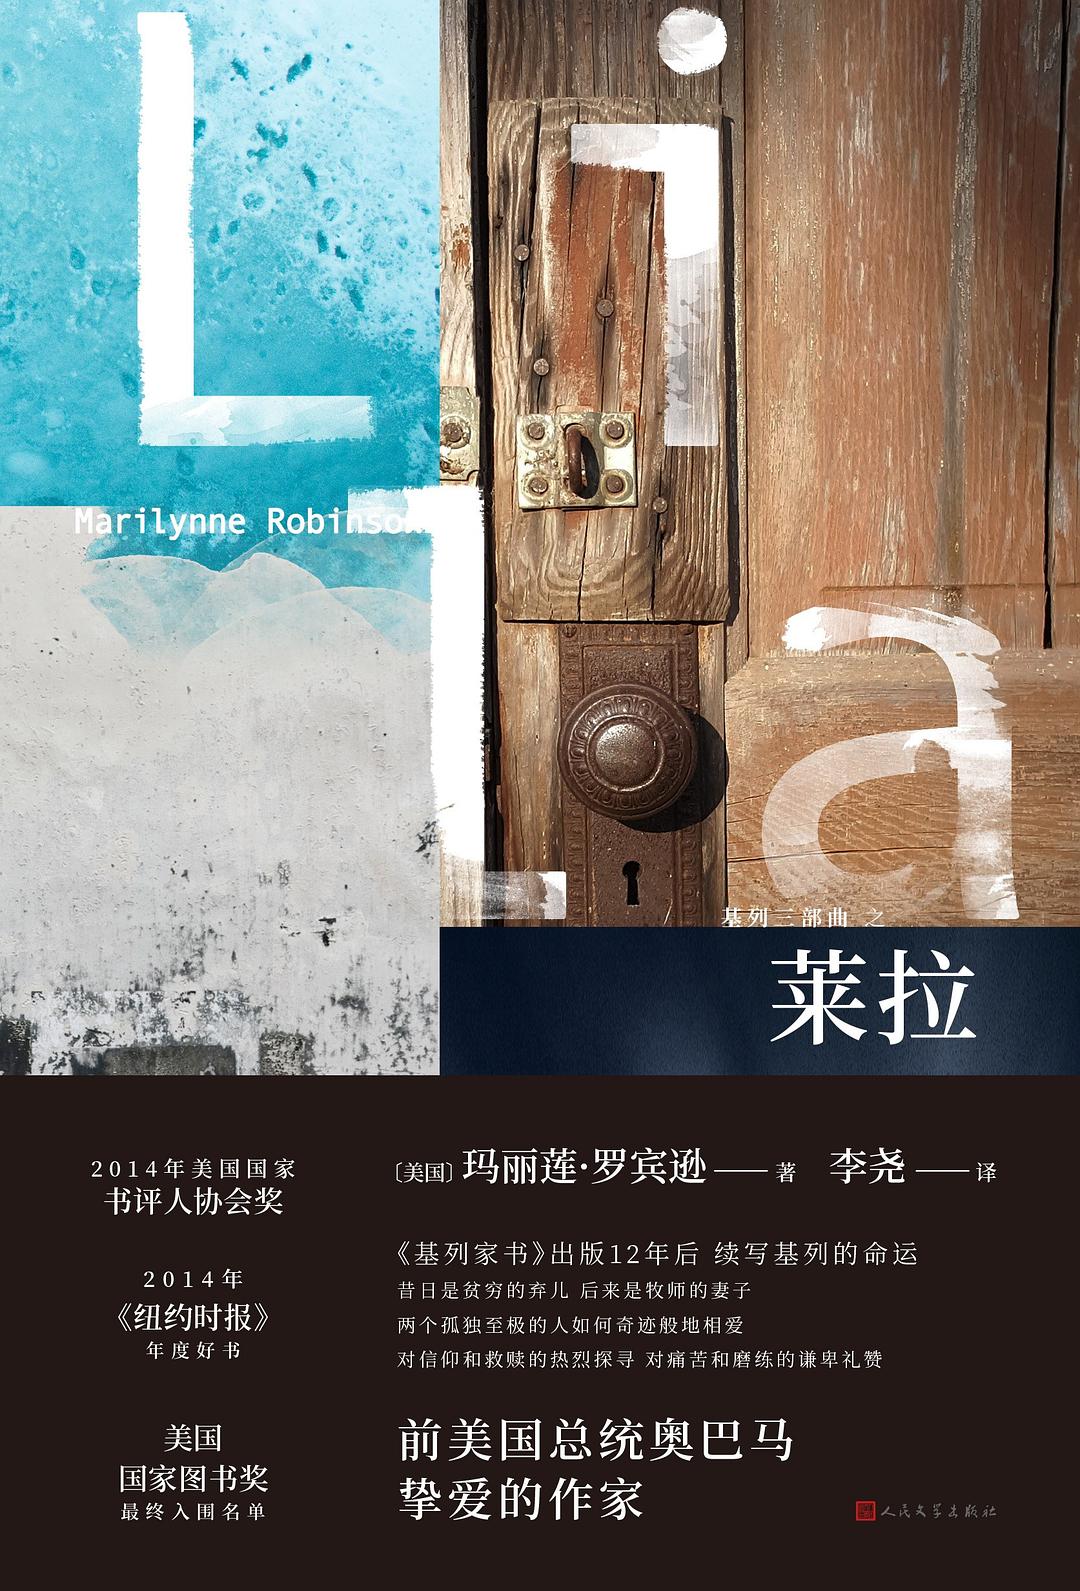 Lila
Marilynne Robinson
基列三部曲 之
莱拉
2014年美国国家
书评人协会奖
2014年
《纽约时报》
年度好书
美国
国家图书奖
最终入围名单
〔美国〕玛丽莲·罗宾逊——著 李尧——译
《基列家书》出版12年后 续写基列的命运
昔日是贫穷的弃儿 后来是牧师的妻子
两个孤独至极的人如何奇迹般地相爱
对信仰和救赎的热烈探寻 对痛苦和磨练的谦卑礼赞
前美国总统奥巴马
挚爱的作家
人民文学出版社